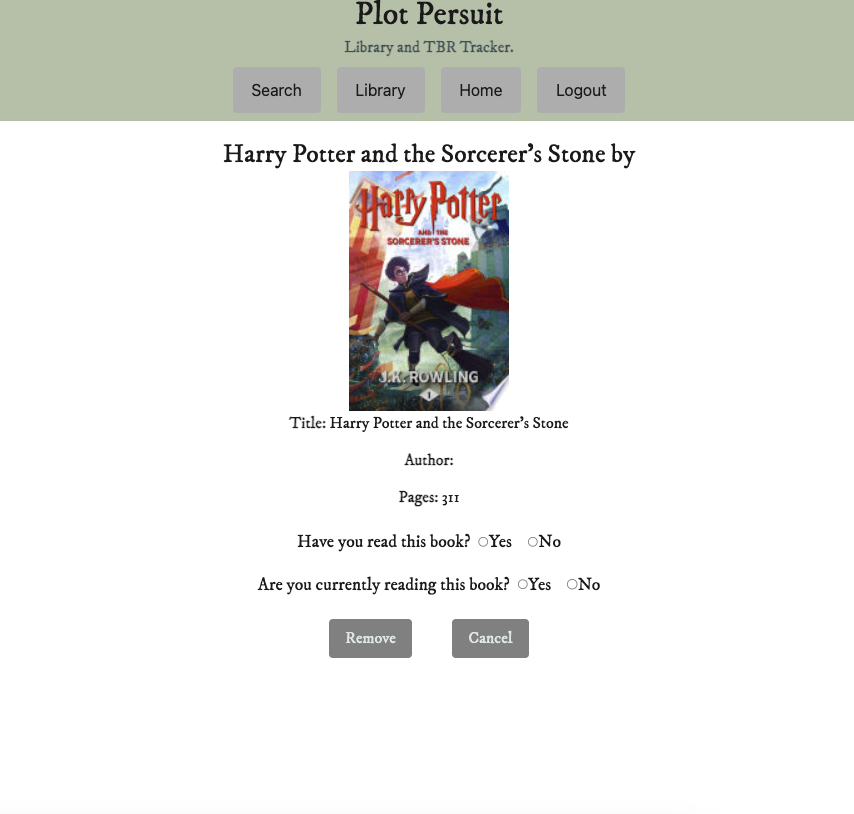 Plot Persuit
Library and TBR Tracker.
Search Library Home Logout
Harry Potter and the Sorcerer's Stone by
Harry Potter
AND THE
SORCERER'S STONE
J.K. ROWLING
1
Title: Harry Potter and the Sorcerer's Stone
Author:
Pages: 311
Have you read this book? Yes No
Are you currently reading this book? Yes No
Remove Cancel